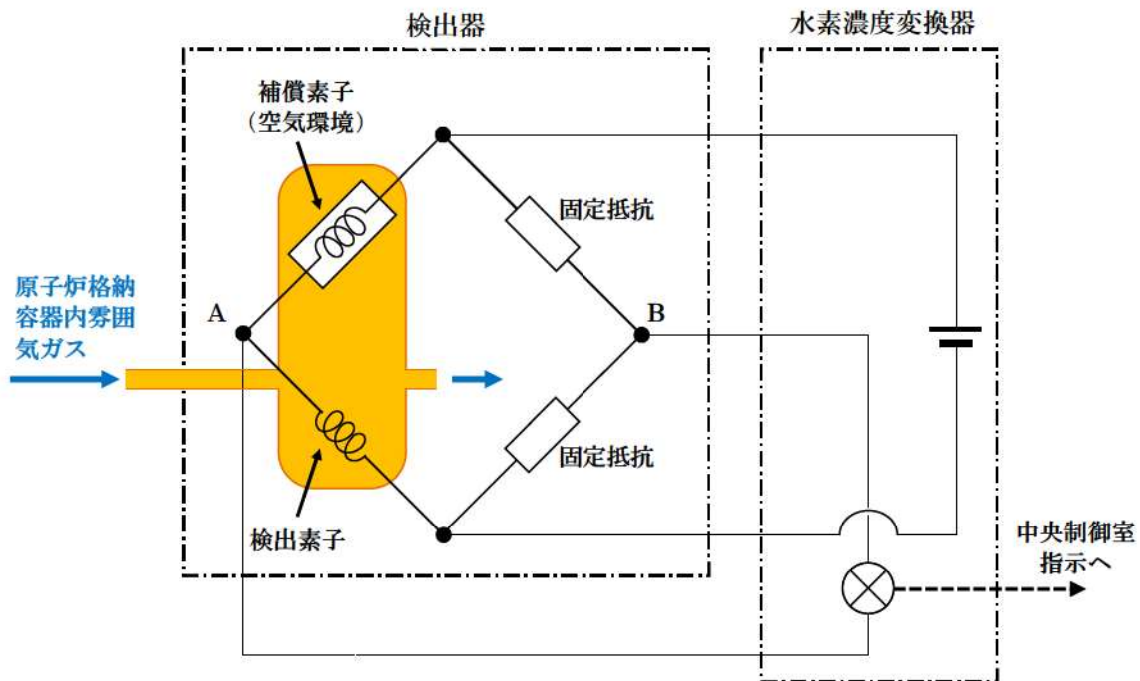 検出器
水素濃度変換器
補償素子
（空気環境）
固定抵抗
原子炉格納
容器内雰囲
気ガス
A
B
固定抵抗
検出素子
中央制御室
指示へ